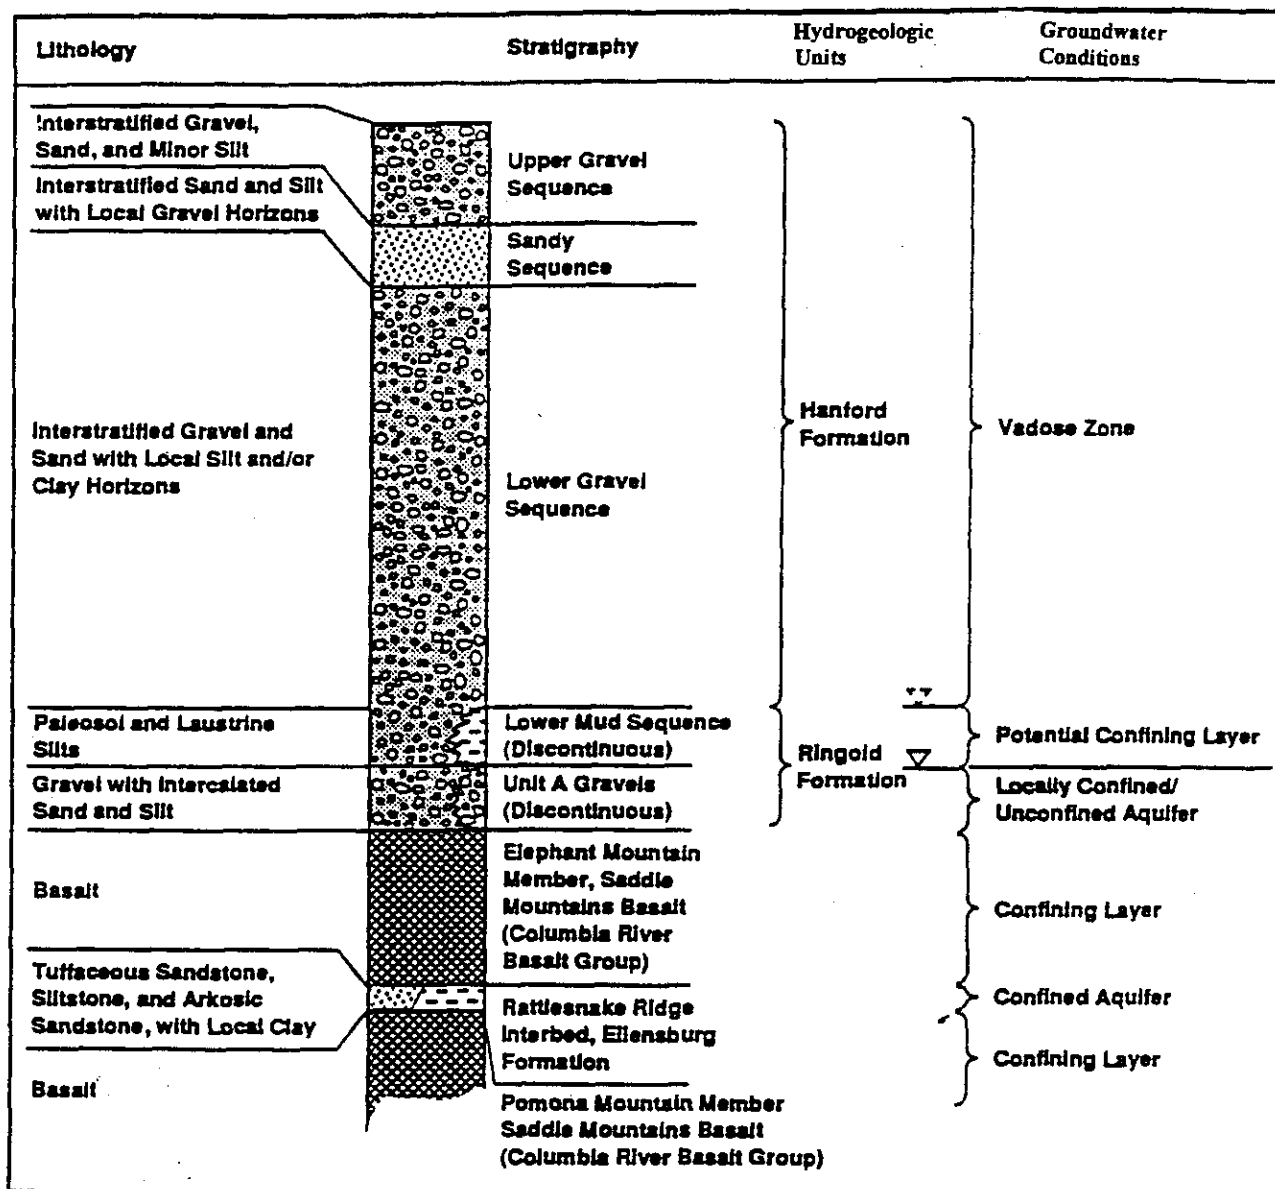 Lithology
Stratigraphy
Hydrogeologic
Units
Groundwater
Conditions
Interstratified Gravel,
Sand, and Minor Silt
Interstratified Sand and Silt
with Local Gravel Horizons
Interstratified Gravel and
Sand with Local Silt and/or
Clay Horizons
Paleosol and Laustrine
Silts
Gravel with Intercalated
Sand and Silt
Basalt
Tuffaceous Sandstone,
Siltstone, and Arkosic
Sandstone, with Local Clay
Basalt
Upper Gravel
Sequence
Sandy
Sequence
Lower Gravel
Sequence
Lower Mud Sequence
(Discontinuous)
Unit A Gravels
(Discontinuous)
Elephant Mountain
Member, Saddle
Mountains Basalt
(Columbia River
Basalt Group)
Rattlesnake Ridge
Interbed, Ellensburg
Formation
Pomona Mountain Member
Saddle Mountains Basalt
(Columbia River Basalt Group)
Hanford
Formation
Ringold
Formation
Vadose Zone
Potential Confining Layer
Locally Confined/
Unconfined Aquifer
Confining Layer
Confined Aquifer
Confining Layer